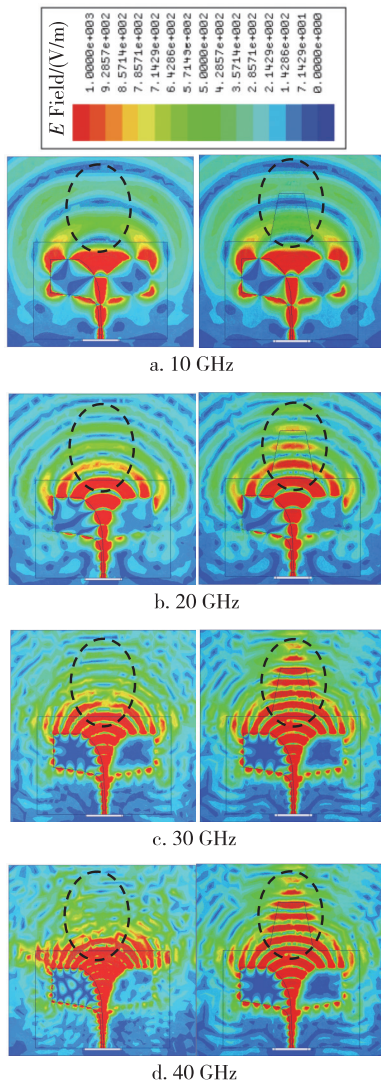 E Field/(V/m)
1.0000e+003
9.2857e+002
8.5714e+002
7.8571e+002
7.1429e+002
6.4286e+002
5.7143e+002
5.0000e+002
4.2857e+002
3.5714e+002
2.8571e+002
2.1429e+002
1.4286e+002
7.1429e+001
0.0000e+000
a. 10 GHz
b. 20 GHz
c. 30 GHz
d. 40 GHz